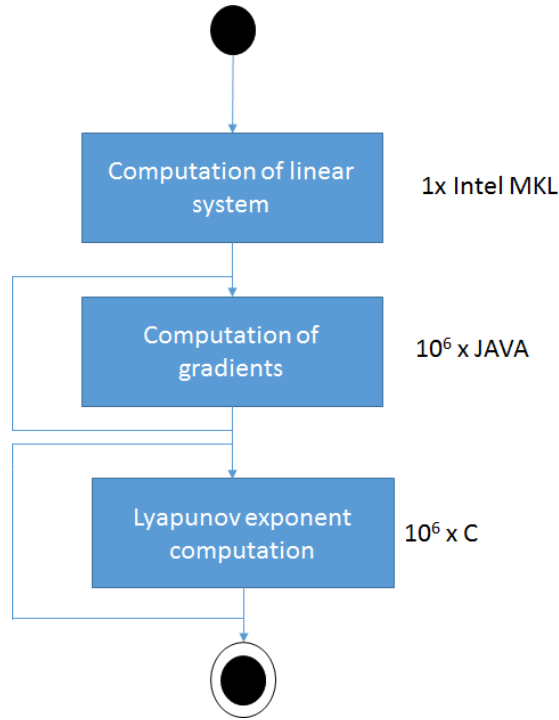 Computation of linear
system
1x Intel MKL
Computation of
gradients
10⁶ x JAVA
Lyapunov exponent
computation
10⁶ x C